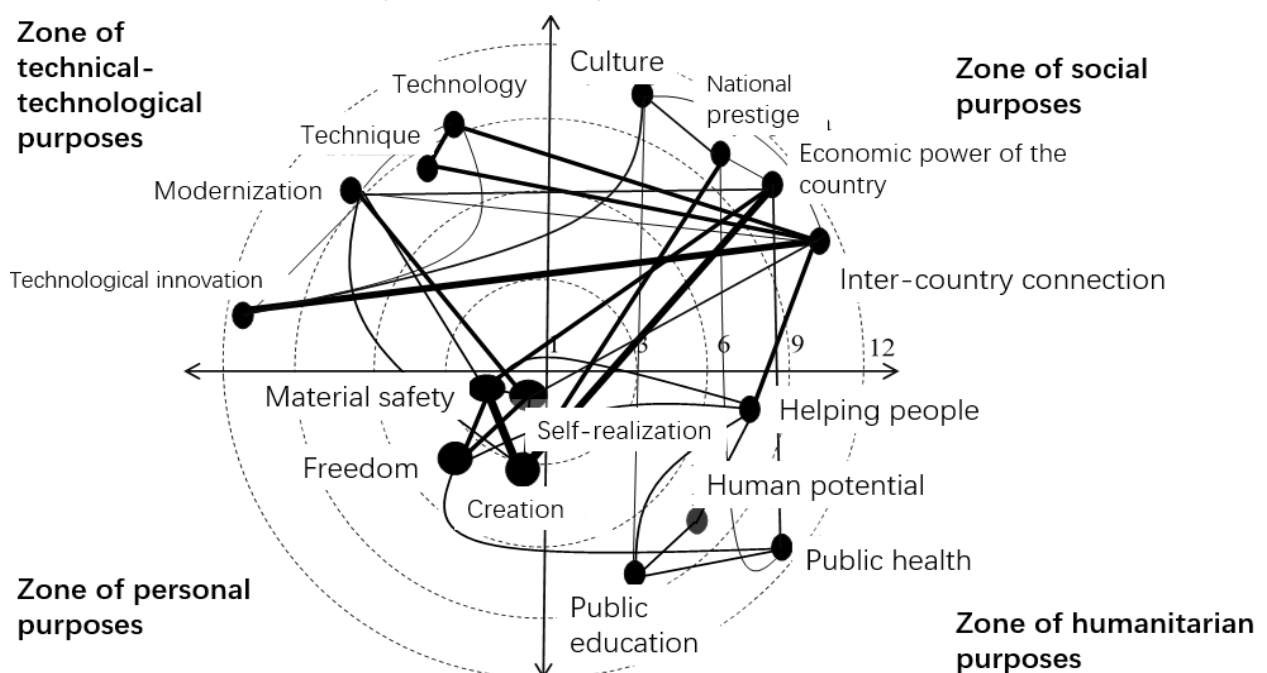 Zone of
technical-
technological
purposes
Culture
Technology
National
prestige
Zone of social
purposes
Technique
Economic power of the
country
Modernization
Technological innovation
Inter-country connection
1
3
6
9
12
Material safety
Helping people
Self-realization
Freedom
Human potential
Creation
Public health
Zone of personal
purposes
Public
education
Zone of humanitarian
purposes